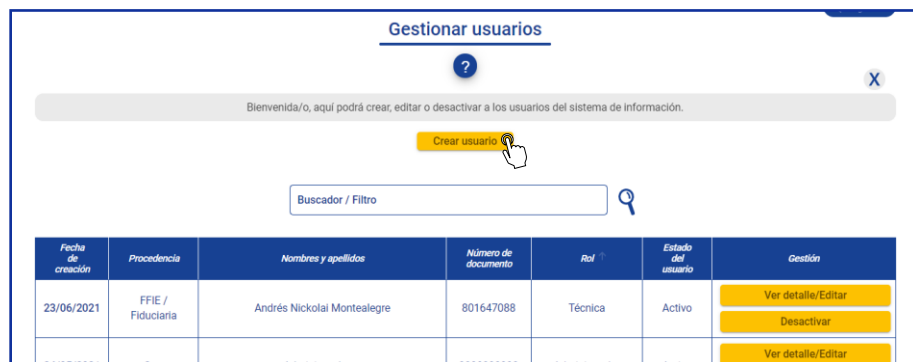 Gestionar usuarios
?
X
Bienvenida/o, aquí podrá crear, editar o desactivar a los usuarios del sistema de información.
Crear usuario
Buscador / Filtro
Fecha de creación Procedencia Nombres y apellidos Número de documento Rol ↑ Estado del usuario Gestión
23/06/2021 FFIE / Fiduciaria Andrés Nickolai Montealegre 801647088 Técnica Activo Ver detalle/Editar
Desactivar
Ver detalle/Editar